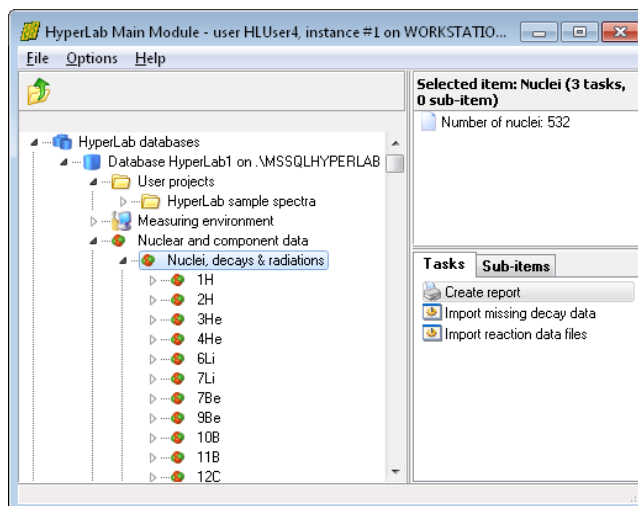 HyperLab Main Module - user HLUser4, instance #1 on WORKSTATIO...
File Options Help
HyperLab databases
Database HyperLab1 on .\MSSQLHYPERLAB
User projects
HyperLab sample spectra
Measuring environment
Nuclear and component data
Nuclei, decays & radiations
1H
2H
3He
4He
6Li
7Li
7Be
9Be
10B
11B
12C
Selected item: Nuclei (3 tasks,
0 sub-item)
Number of nuclei: 532
Tasks Sub-items
Create report
Import missing decay data
Import reaction data files